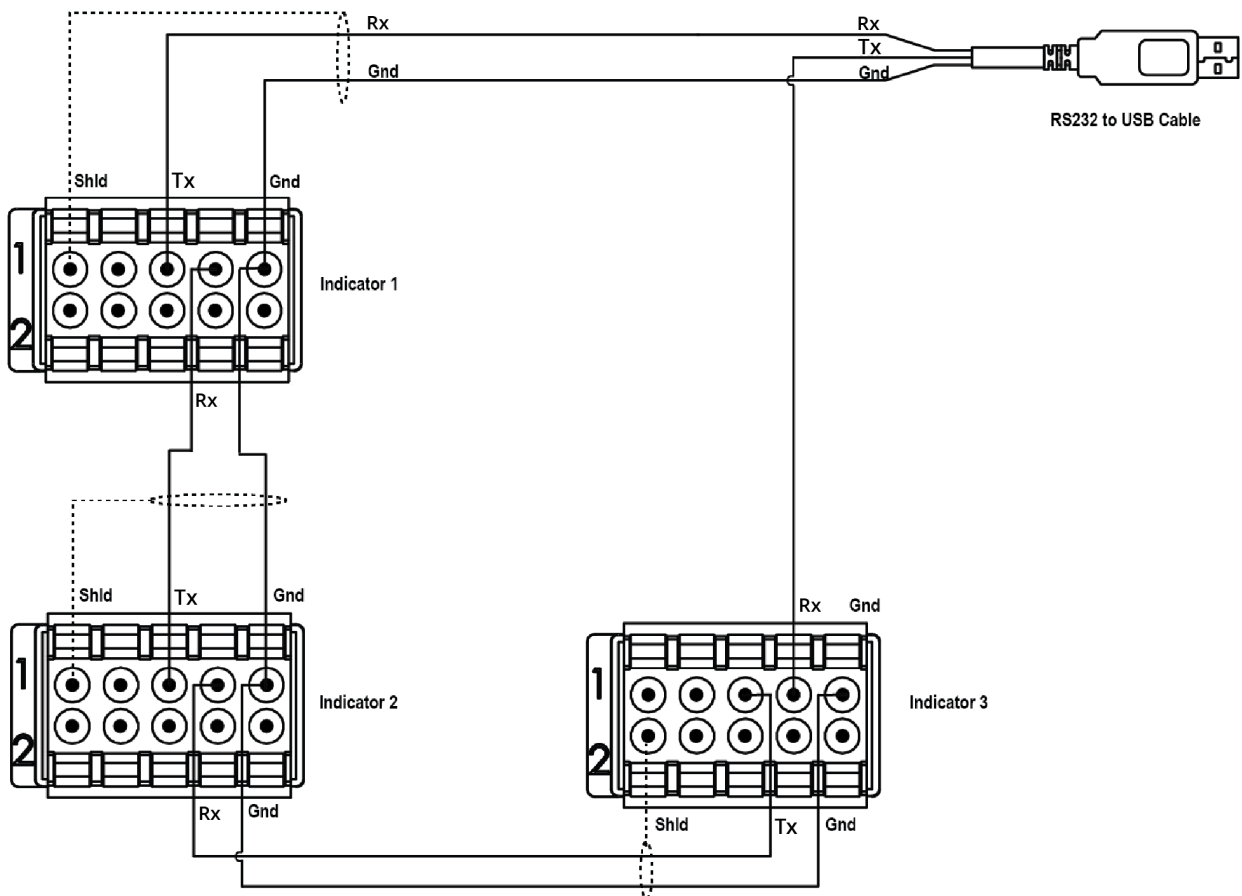 Rx Rx
Tx
Gnd Gnd
RS232 to USB Cable
Shld Tx Gnd
1
Indicator 1
2
Rx
Shld Tx Gnd
Rx Gnd
1
1
Indicator 2
Indicator 3
2
2
Rx Gnd
Shld Tx Gnd